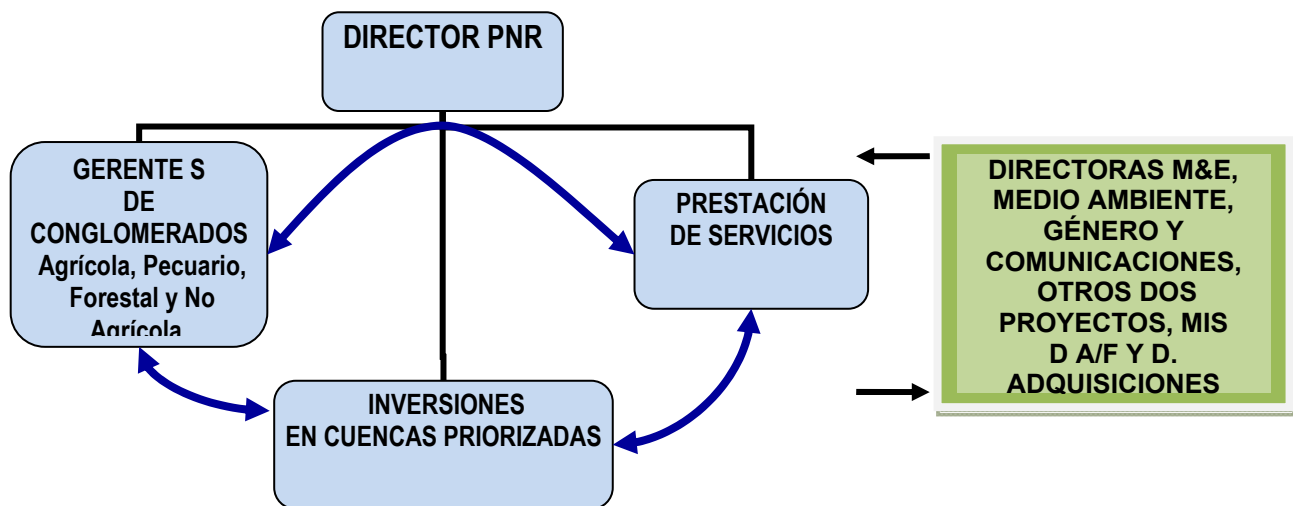 DIRECTOR PNR
GERENTE S
DE
CONGLOMERADOS
Agrícola, Pecuario,
Forestal y No
Agrícola
PRESTACIÓN
DE SERVICIOS
INVERSIONES
EN CUENCAS PRIORIZADAS
DIRECTORAS M&E,
MEDIO AMBIENTE,
GÉNERO Y
COMUNICACIONES,
OTROS DOS
PROYECTOS, MIS
D A/F Y D.
ADQUISICIONES